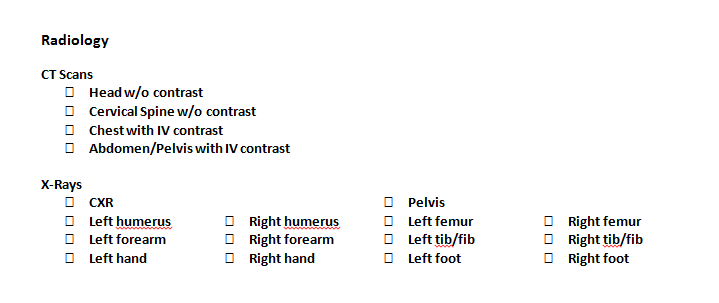 Radiology
CT Scans
☐ Head w/o contrast
☐ Cervical Spine w/o contrast
☐ Chest with IV contrast
☐ Abdomen/Pelvis with IV contrast
X-Rays
☐ CXR ☐ Pelvis
☐ Left humerus ☐ Right humerus ☐ Left femur ☐ Right femur
☐ Left forearm ☐ Right forearm ☐ Left tib/fib ☐ Right tib/fib
☐ Left hand ☐ Right hand ☐ Left foot ☐ Right foot